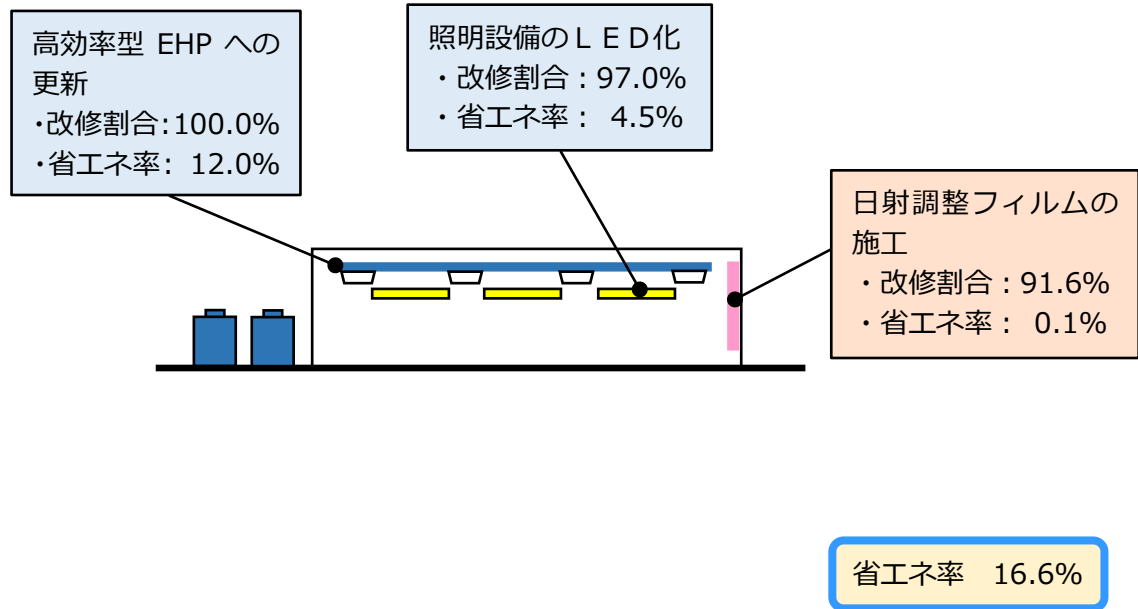 高効率型 EHP への
更新
・改修割合:100.0%
・省エネ率: 12.0%
照明設備のＬＥＤ化
・改修割合：97.0%
・省エネ率： 4.5%
日射調整フィルムの
施工
・改修割合：91.6%
・省エネ率： 0.1%
省エネ率　16.6%